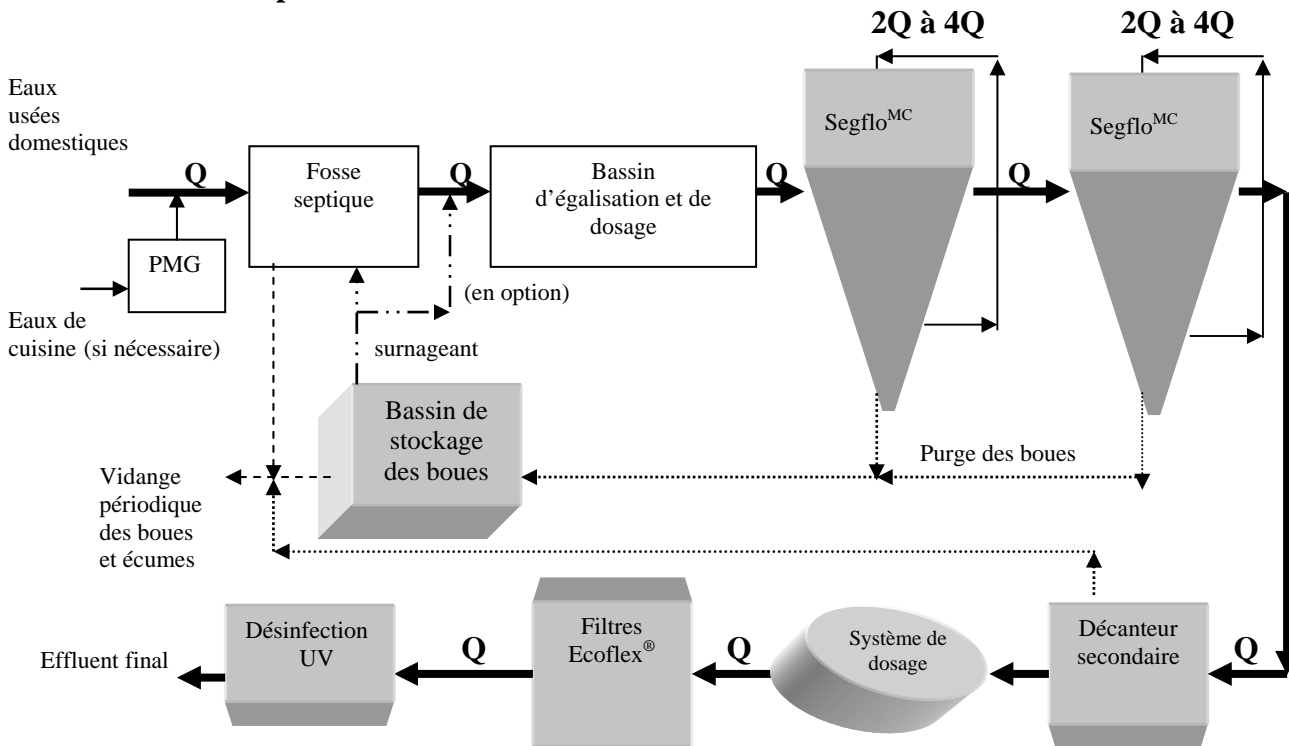 2Q à 4Q
2Q à 4Q
Eaux
usées
domestiques
Segflo^MC
Segflo^MC
Q
Fosse
septique
Q
Bassin
d'égalisation et de
dosage
Q
Q
PMG
(en option)
Eaux de
cuisine (si nécessaire)
surnageant
Bassin de
stockage
des boues
Purge des boues
Vidange
périodique
des boues
et écumes
Effluent final
Désinfection
UV
Q
Filtres
Ecoflex®
Q
Système de
dosage
Décanteur
secondaire
Q